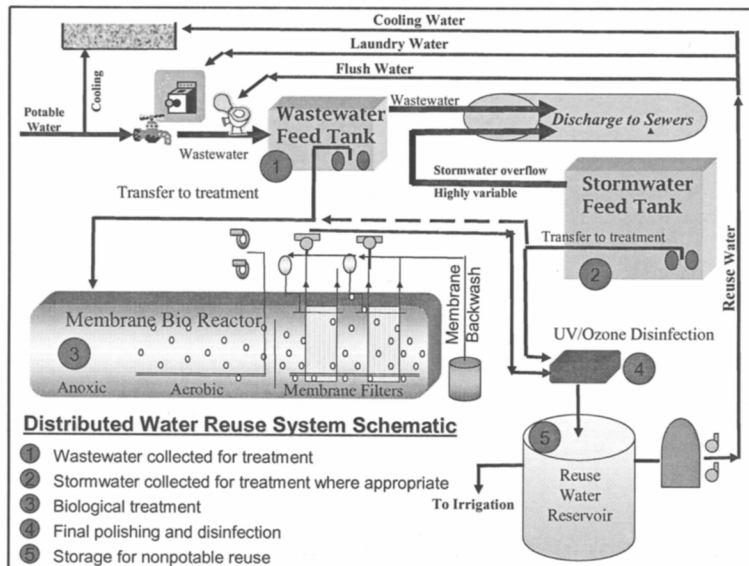 Cooling Water
Laundry Water
Flush Water
Potable
Water
Cooling
Wastewater
Wastewater
Feed Tank
1
Wastewater
Discharge to Sewers
Stormwater overflow
Highly variable
Stormwater
Feed Tank
Transfer to treatment
2
Reuse Water
Transfer to treatment
Membrane Bio Reactor
3
Anoxic
Aerobic
Membrane Filters
Membrane
Backwash
UV/Ozone Disinfection
4
5
Reuse
Water
Reservoir
To Irrigation
Distributed Water Reuse System Schematic
1 Wastewater collected for treatment
2 Stormwater collected for treatment where appropriate
3 Biological treatment
4 Final polishing and disinfection
5 Storage for nonpotable reuse